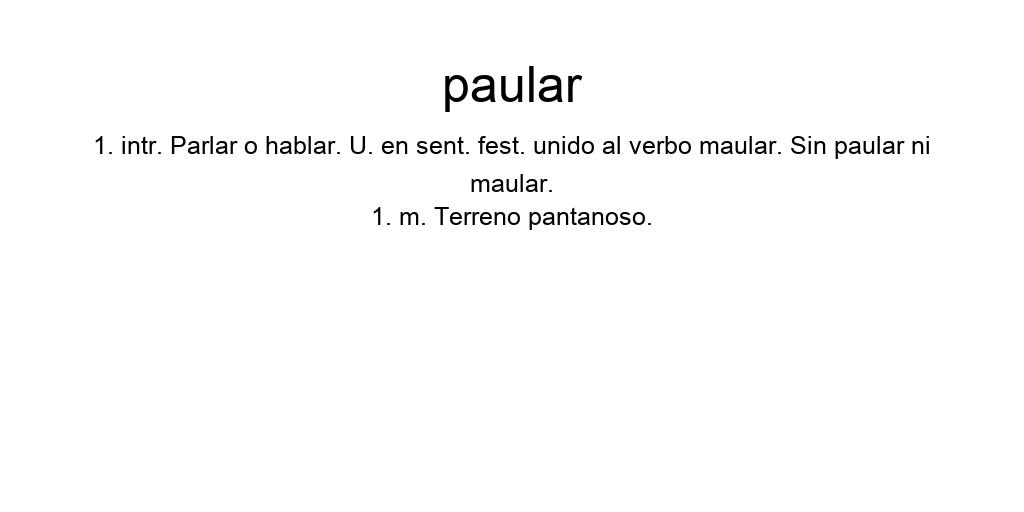 paular
1. intr. Parlar o hablar. U. en sent. fest. unido al verbo maular. Sin paular ni
maular.
1. m. Terreno pantanoso.